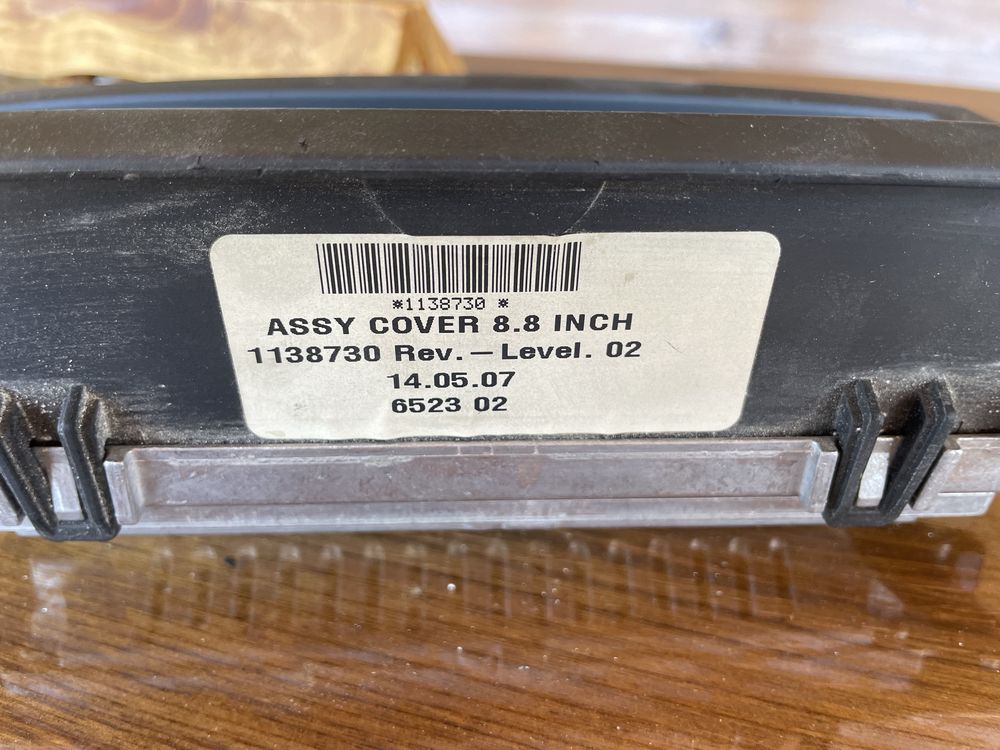 *1138730 *
ASSY COVER 8.8 INCH
1138730 Rev. – Level. 02
14.05.07
6523 02